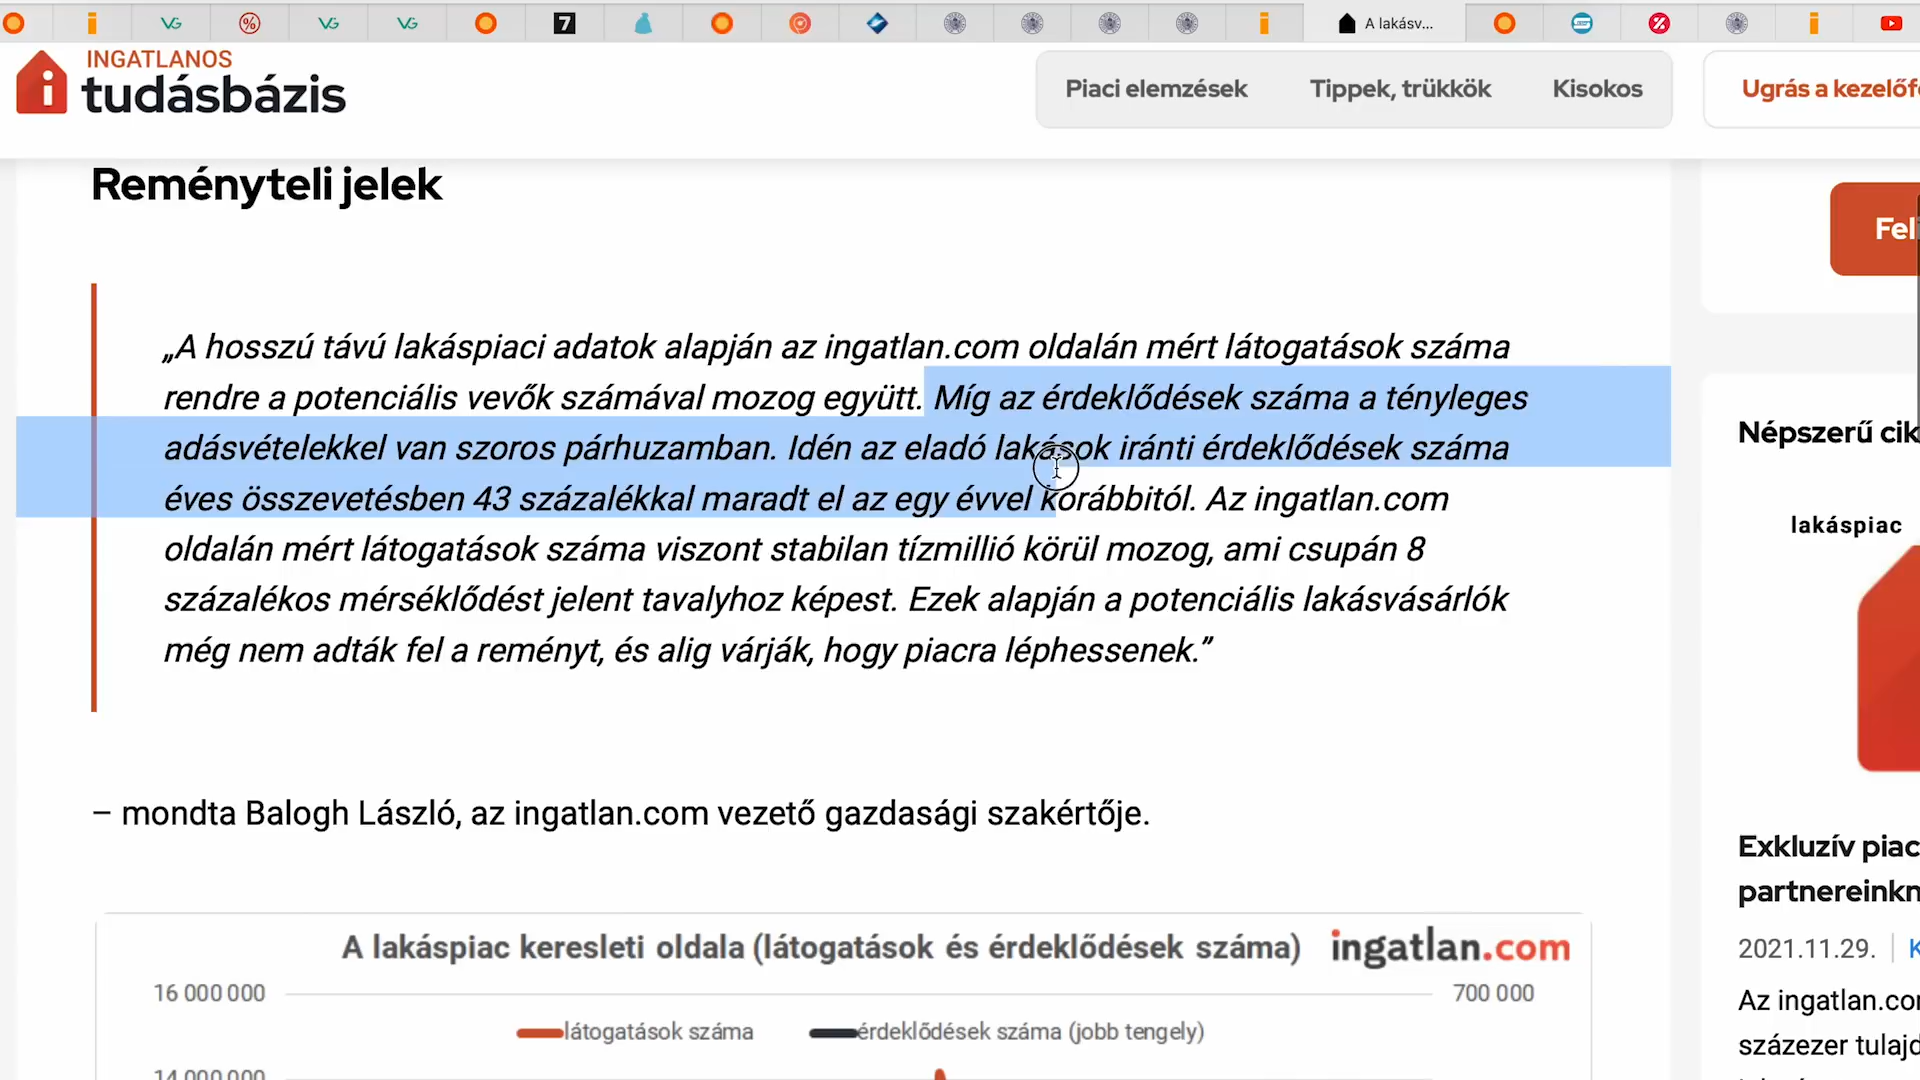 A lakásv...
INGATLANOS
tudásbázis
Piaci elemzések
Tippek, trükkök
Kisokos
Ugrás a
Reményteli jelek
„A hosszú távú lakáspiaci adatok alapján az ingatlan.com oldalán mért látogatások száma
rendre a potenciális vevők számával mozog együtt. Míg az érdeklődések száma a tényleges
adásvételekkel van szoros párhuzamban. Idén az eladó lakások iránti érdeklődések száma
éves összevetésben 43 százalékkal maradt el az egy évvel korábbitól. Az ingatlan.com
oldalán mért látogatások száma viszont stabilan tízmillió körül mozog, ami csupán 8
százalékos mérséklődést jelent tavalyhoz képest. Ezek alapján a potenciális lakásvásárlók
még nem adták fel a reményt, és alig várják, hogy piacra léphessenek.”
– mondta Balogh László, az ingatlan.com vezető gazdasági szakértője.
A lakáspiac keresleti oldala (látogatások és érdeklődések száma)
ingatlan.com
16 000 000
700 000
látogatások száma
érdeklődések száma (jobb tengely)
14 000 000
Fel
Népszerű cik
lakáspiac
Exkluzív piac
partnereinkn
2021.11.29.
Az ingatlan.co
százezer tulajd